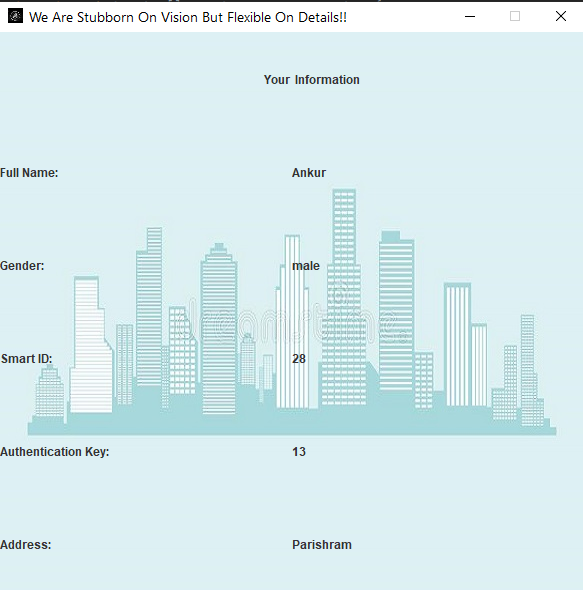 We Are Stubborn On Vision But Flexible On Details!!
Your Information
Full Name: Ankur
Gender: male
Smart ID: 28
Authentication Key: 13
Address: Parishram